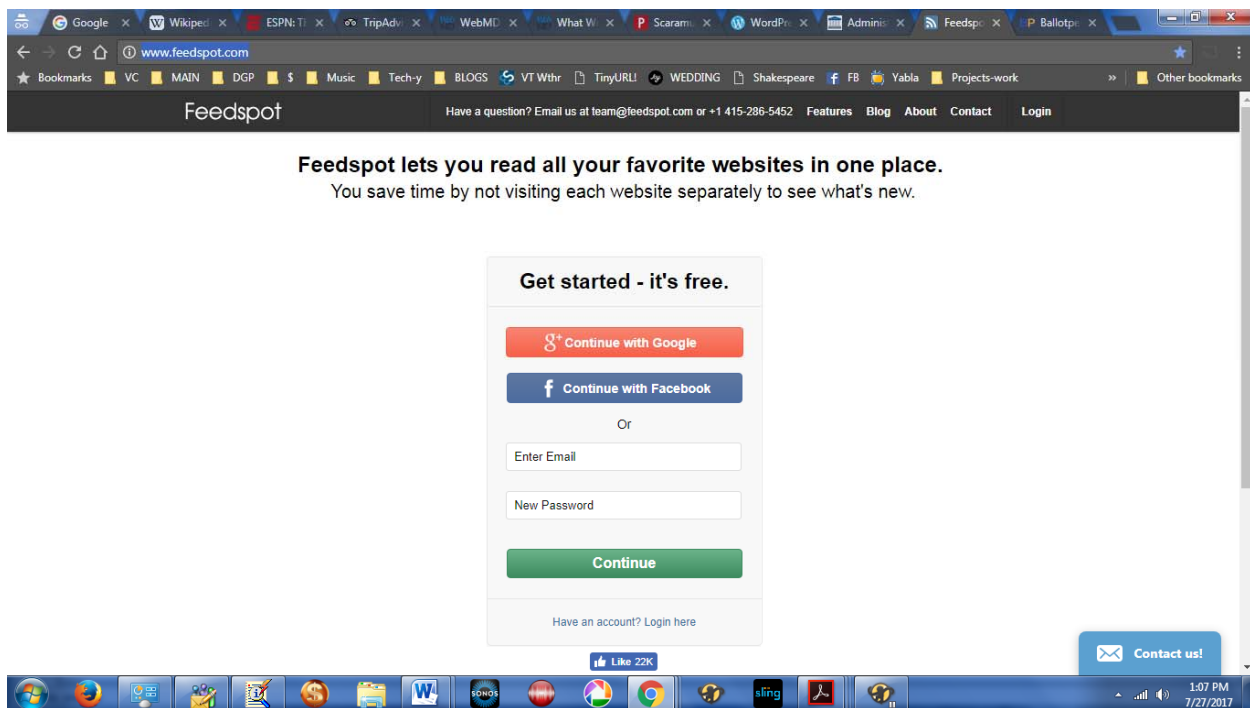 Google Wikiped ESPN: Ti TripAdvi WebMD What W Scaramu WordPre Adminis Feedspo Ballotpe
www.feedspot.com
Bookmarks VC MAIN DGP $ Music Tech-y BLOGS VT Wthr TinyURL! WEDDING Shakespeare FB Yabla Projects-work » Other bookmarks
Feedspot Have a question? Email us at team@feedspot.com or +1 415-286-5452 Features Blog About Contact Login
Feedspot lets you read all your favorite websites in one place.
You save time by not visiting each website separately to see what's new.
Get started - it's free.
g+ Continue with Google
f Continue with Facebook
Or
Enter Email
New Password
Continue
Have an account? Login here
Like 22K
Contact us!
SONOS sling
1:07 PM
7/27/2017